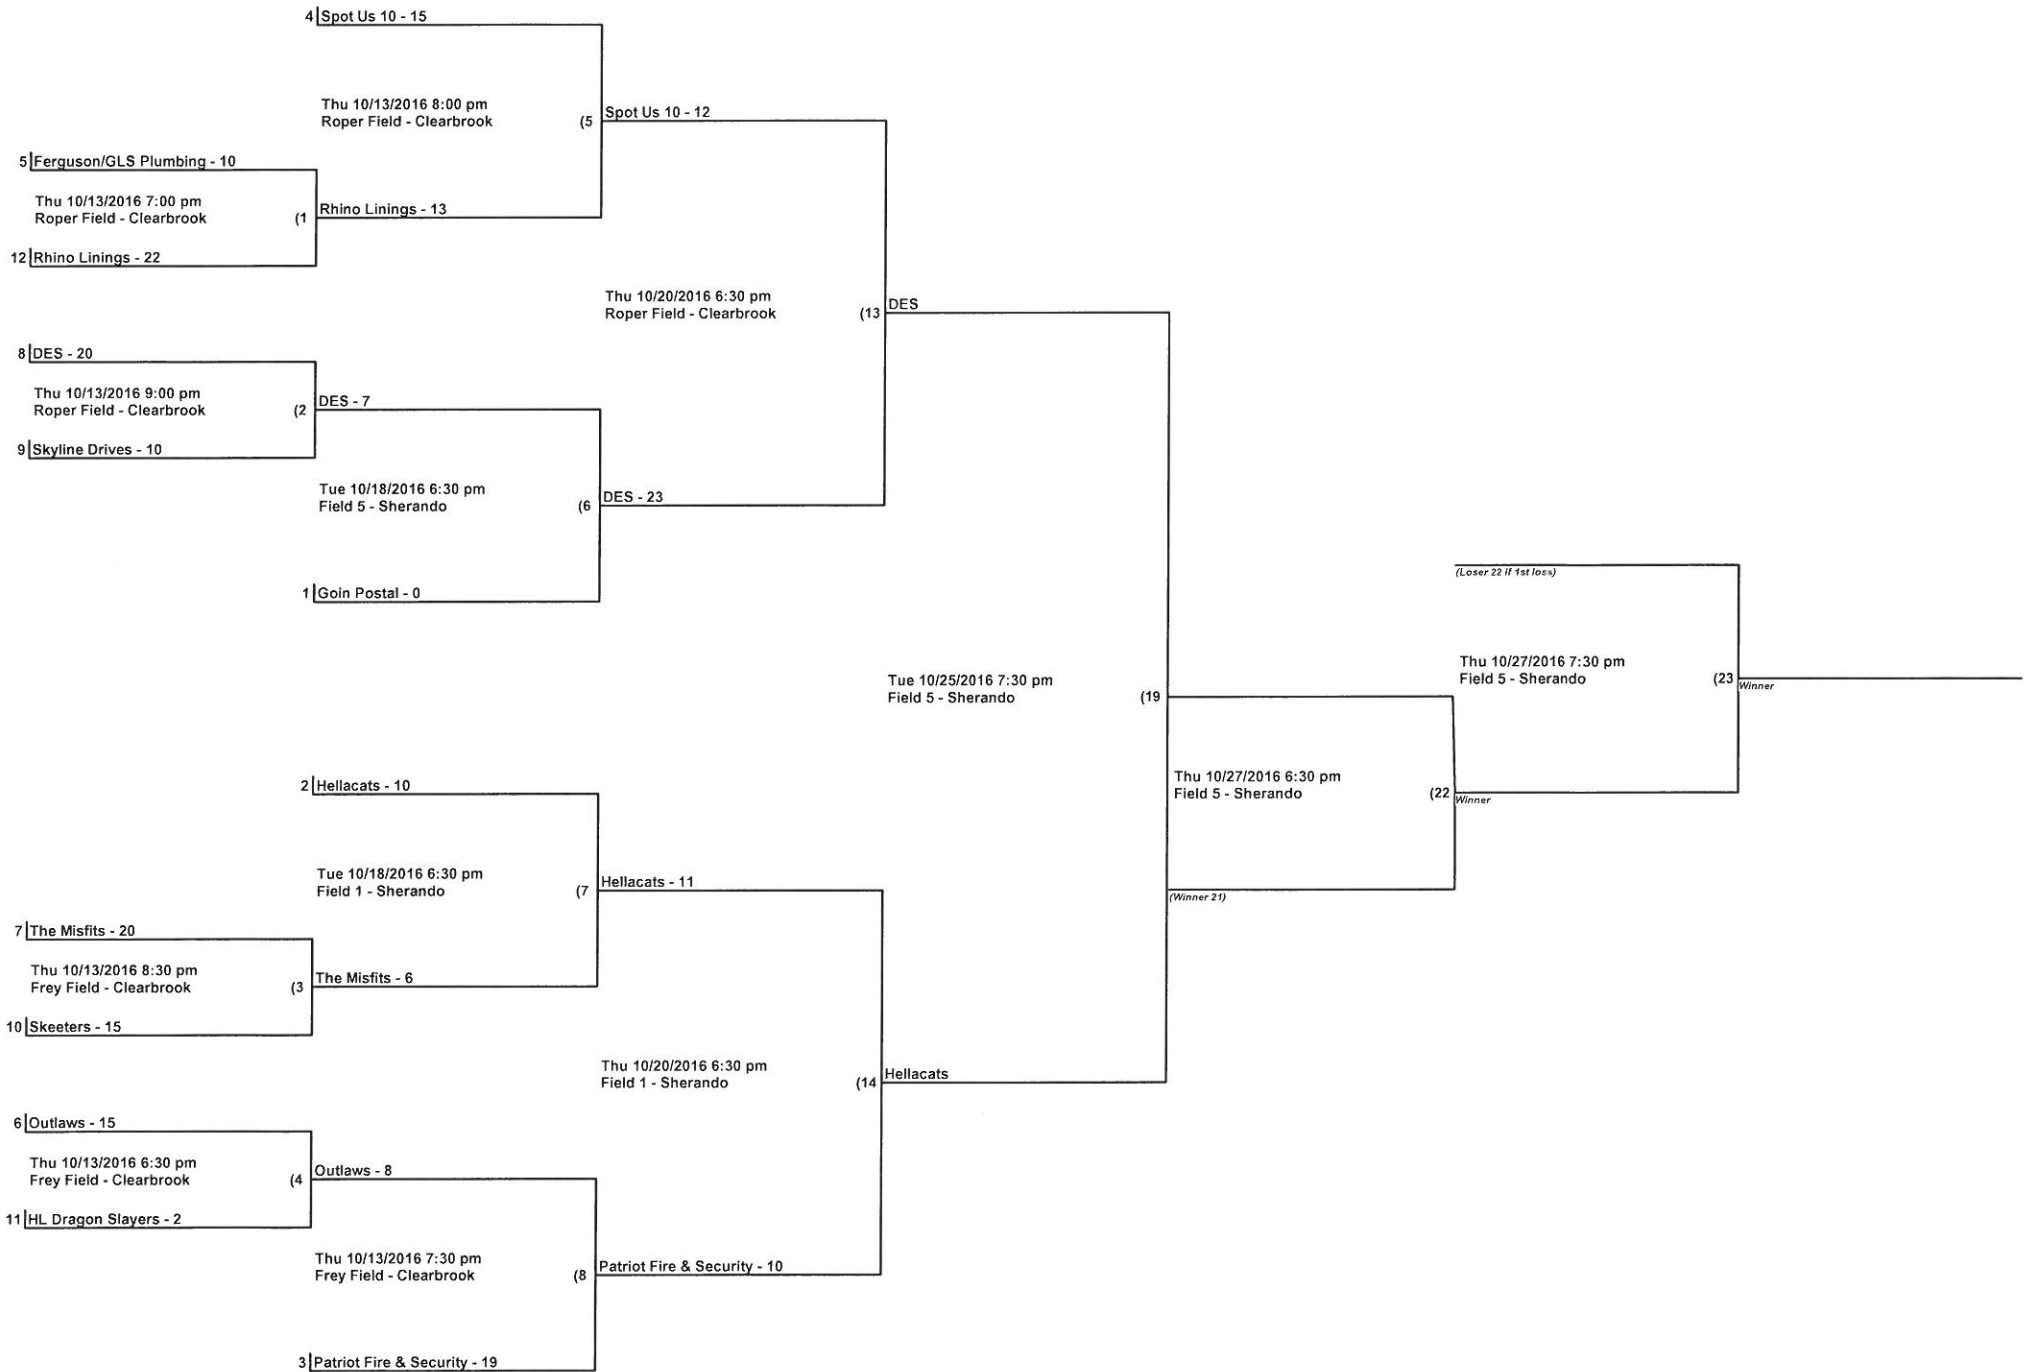 4 Spot Us 10 - 15
Thu 10/13/2016 8:00 pm
Roper Field - Clearbrook
(5
Spot Us 10 - 12
5 Ferguson/GLS Plumbing - 10
Thu 10/13/2016 7:00 pm
Roper Field - Clearbrook
(1
Rhino Linings - 13
12 Rhino Linings - 22
Thu 10/20/2016 6:30 pm
Roper Field - Clearbrook
(13
DES
8 DES - 20
Thu 10/13/2016 9:00 pm
Roper Field - Clearbrook
(2
DES - 7
9 Skyline Drives - 10
Tue 10/18/2016 6:30 pm
Field 5 - Sherando
(6
DES - 23
1 Goin Postal - 0
(Loser 22 if 1st loss)
Thu 10/27/2016 7:30 pm
Field 5 - Sherando
(23
Winner
Tue 10/25/2016 7:30 pm
Field 5 - Sherando
(19
Thu 10/27/2016 6:30 pm
Field 5 - Sherando
(22
Winner
(Winner 21)
2 Hellacats - 10
Tue 10/18/2016 6:30 pm
Field 1 - Sherando
(7
Hellacats - 11
7 The Misfits - 20
Thu 10/13/2016 8:30 pm
Frey Field - Clearbrook
(3
The Misfits - 6
10 Skeeters - 15
Thu 10/20/2016 6:30 pm
Field 1 - Sherando
(14
Hellacats
6 Outlaws - 15
Thu 10/13/2016 6:30 pm
Frey Field - Clearbrook
(4
Outlaws - 8
11 HL Dragon Slayers - 2
Thu 10/13/2016 7:30 pm
Frey Field - Clearbrook
(8
Patriot Fire & Security - 10
3 Patriot Fire & Security - 19